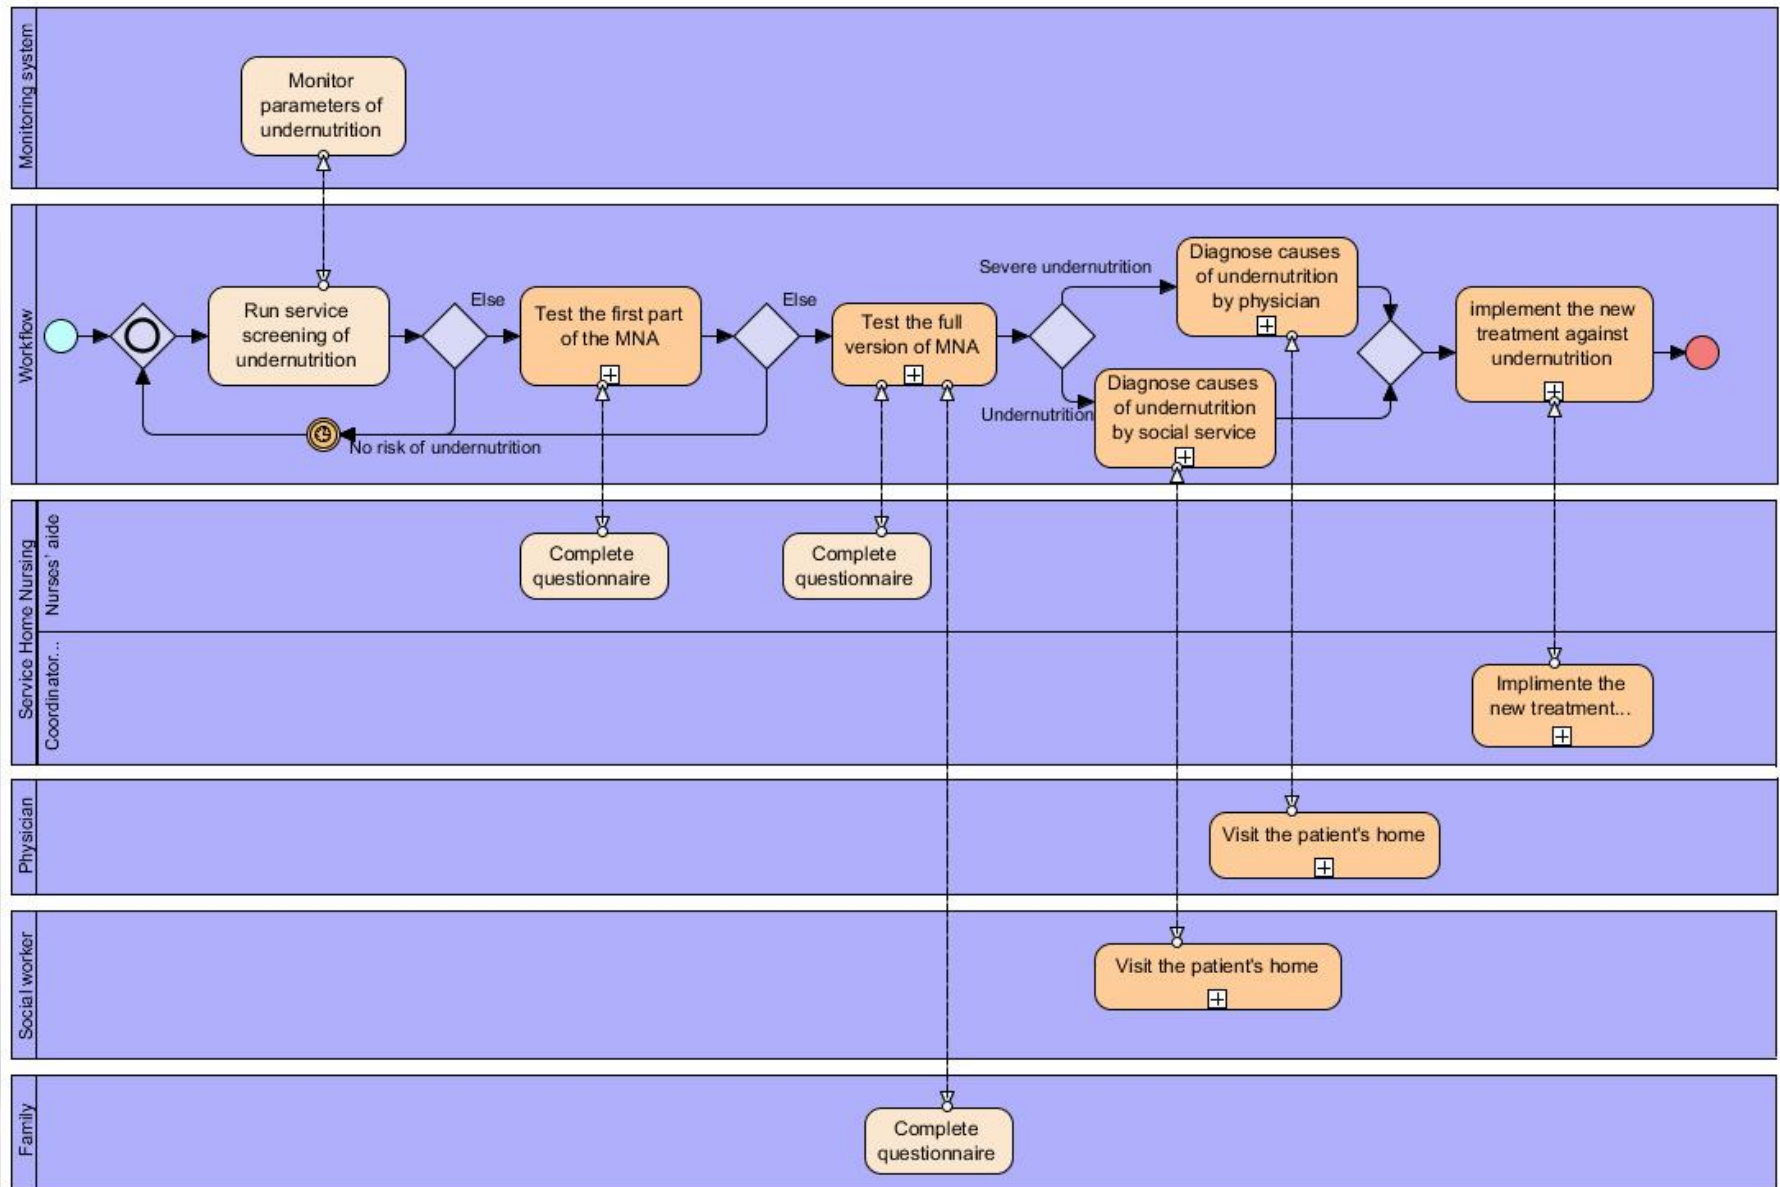 Monitoring system
Monitor
parameters of
undernutrition
Workflow
Run service
screening of
undernutrition
Else
Test the first part
of the MNA
Else
Test the full
version of MNA
No risk of undernutrition
Severe undernutrition
Undernutrition
Diagnose causes
of undernutrition
by physician
Diagnose causes
of undernutrition
by social service
implement the new
treatment against
undernutrition
Service Home Nursing
Nurses' aide
Complete
questionnaire
Complete
questionnaire
Coordinator...
Implimente the
new treatment...
Physician
Visit the patient's home
Social worker
Visit the patient's home
Family
Complete
questionnaire